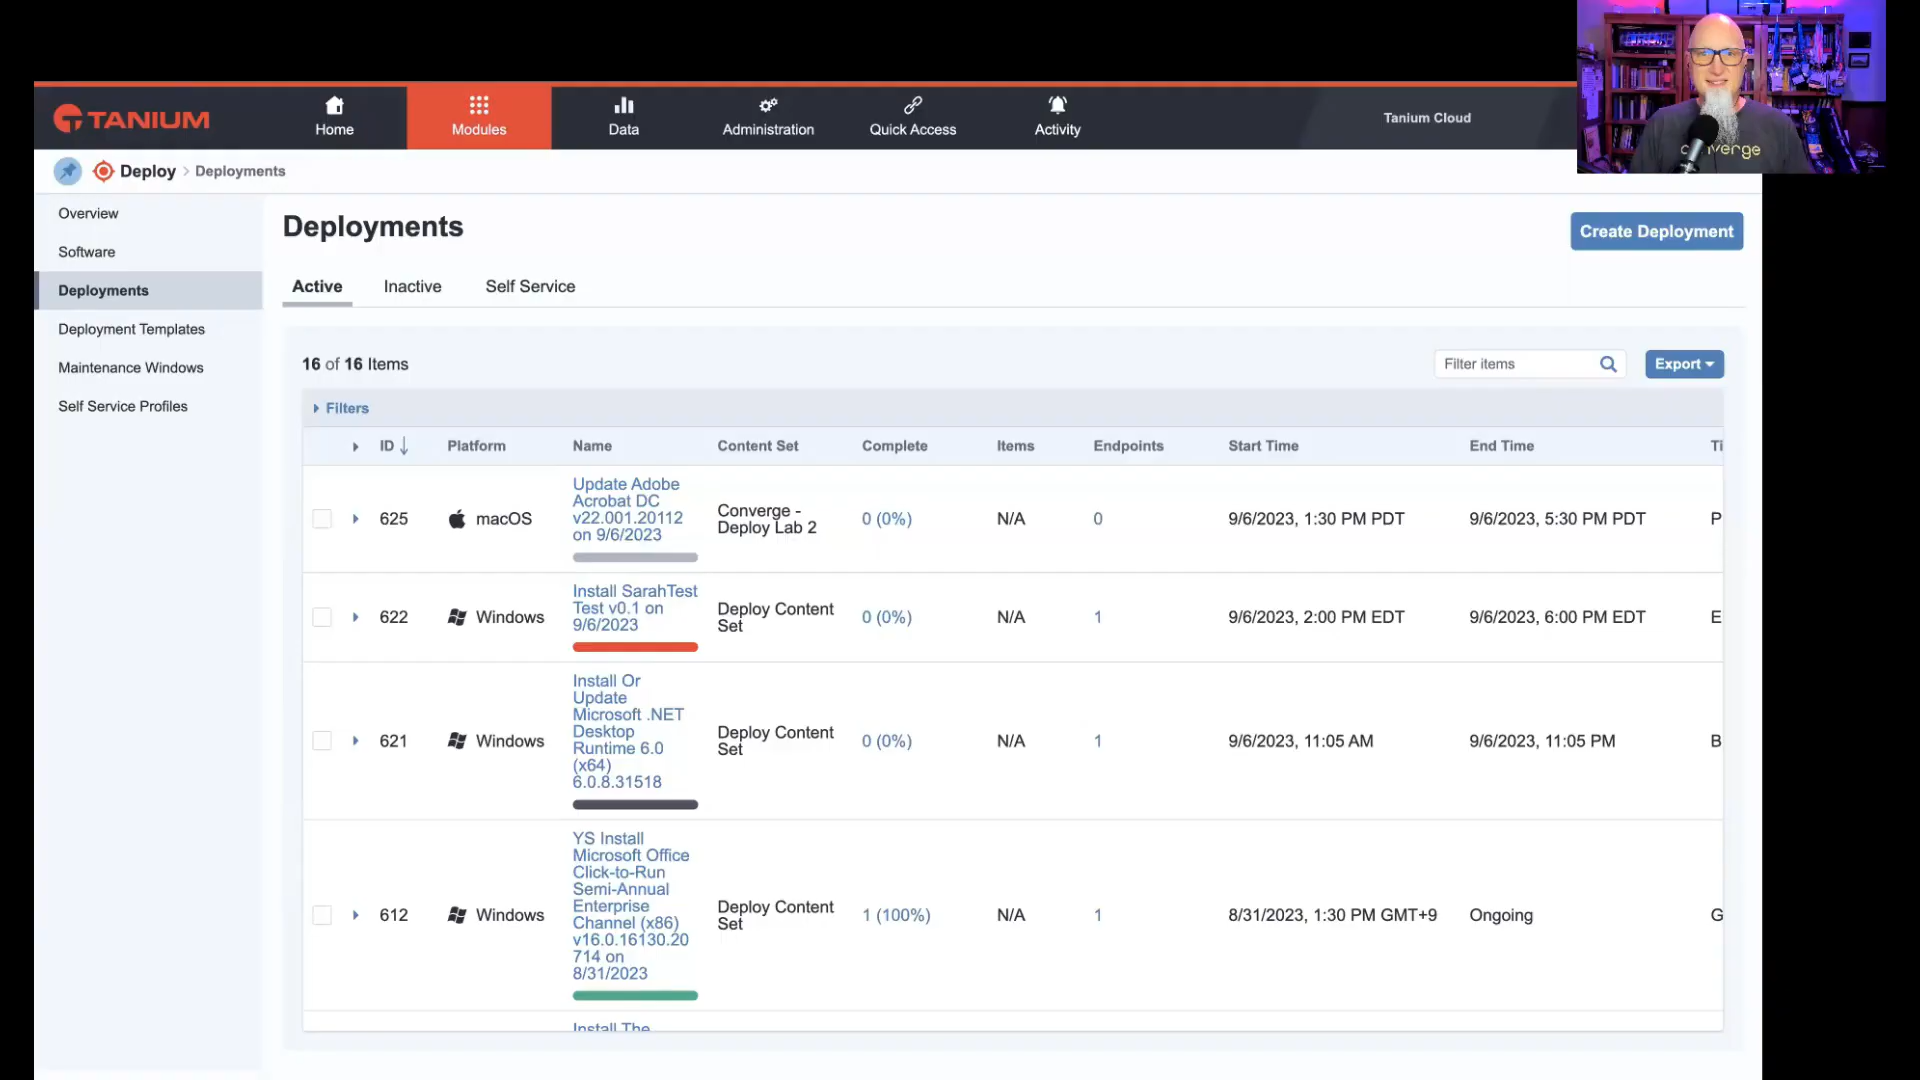 TANIUM
Home
Modules
Data
Administration
Quick Access
Activity
Tanium Cloud
converge
Deploy
Deployments
Overview
Software
Deployments
Deployment Templates
Maintenance Windows
Self Service Profiles
Deployments
Create Deployment
Active
Inactive
Self Service
16 of 16 Items
Filter items
Export
Filters
ID
Platform
Name
Content Set
Complete
Items
Endpoints
Start Time
End Time
Ti
625
macOS
Update Adobe
Acrobat DC
v22.001.20112
on 9/6/2023
Converge -
Deploy Lab 2
0 (0%)
N/A
0
9/6/2023, 1:30 PM PDT
9/6/2023, 5:30 PM PDT
P
622
Windows
Install SarahTest
Test v0.1 on
9/6/2023
Deploy Content
Set
0 (0%)
N/A
1
9/6/2023, 2:00 PM EDT
9/6/2023, 6:00 PM EDT
E
621
Windows
Install Or
Update
Microsoft .NET
Desktop
Runtime 6.0
(x64)
6.0.8.31518
Deploy Content
Set
0 (0%)
N/A
1
9/6/2023, 11:05 AM
9/6/2023, 11:05 PM
B
612
Windows
YS Install
Microsoft Office
Click-to-Run
Semi-Annual
Enterprise
Channel (x86)
v16.0.16130.20
714 on
8/31/2023
Deploy Content
Set
1 (100%)
N/A
1
8/31/2023, 1:30 PM GMT+9
Ongoing
G
Install The